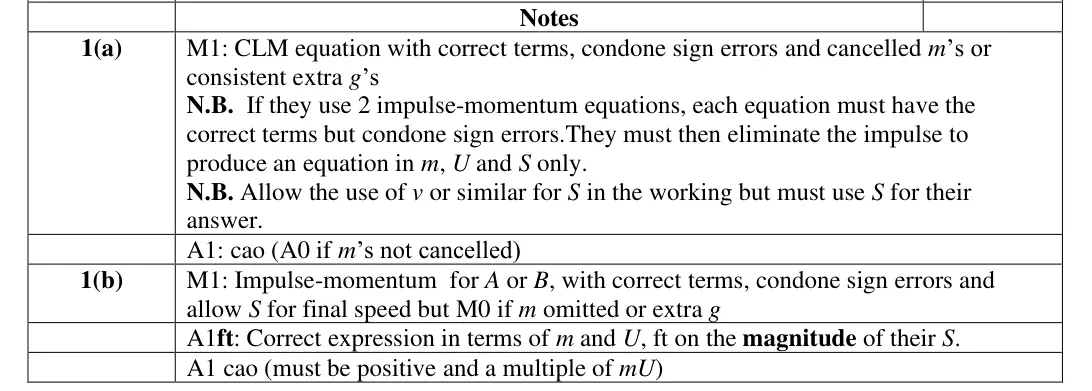 Notes
1(a) M1: CLM equation with correct terms, condone sign errors and cancelled m's or
consistent extra g's
N.B. If they use 2 impulse-momentum equations, each equation must have the
correct terms but condone sign errors.They must then eliminate the impulse to
produce an equation in m, U and S only.
N.B. Allow the use of v or similar for S in the working but must use S for their
answer.
A1: cao (A0 if m's not cancelled)
1(b) M1: Impulse-momentum for A or B, with correct terms, condone sign errors and
allow S for final speed but M0 if m omitted or extra g
A1ft: Correct expression in terms of m and U, ft on the magnitude of their S.
A1 cao (must be positive and a multiple of mU)